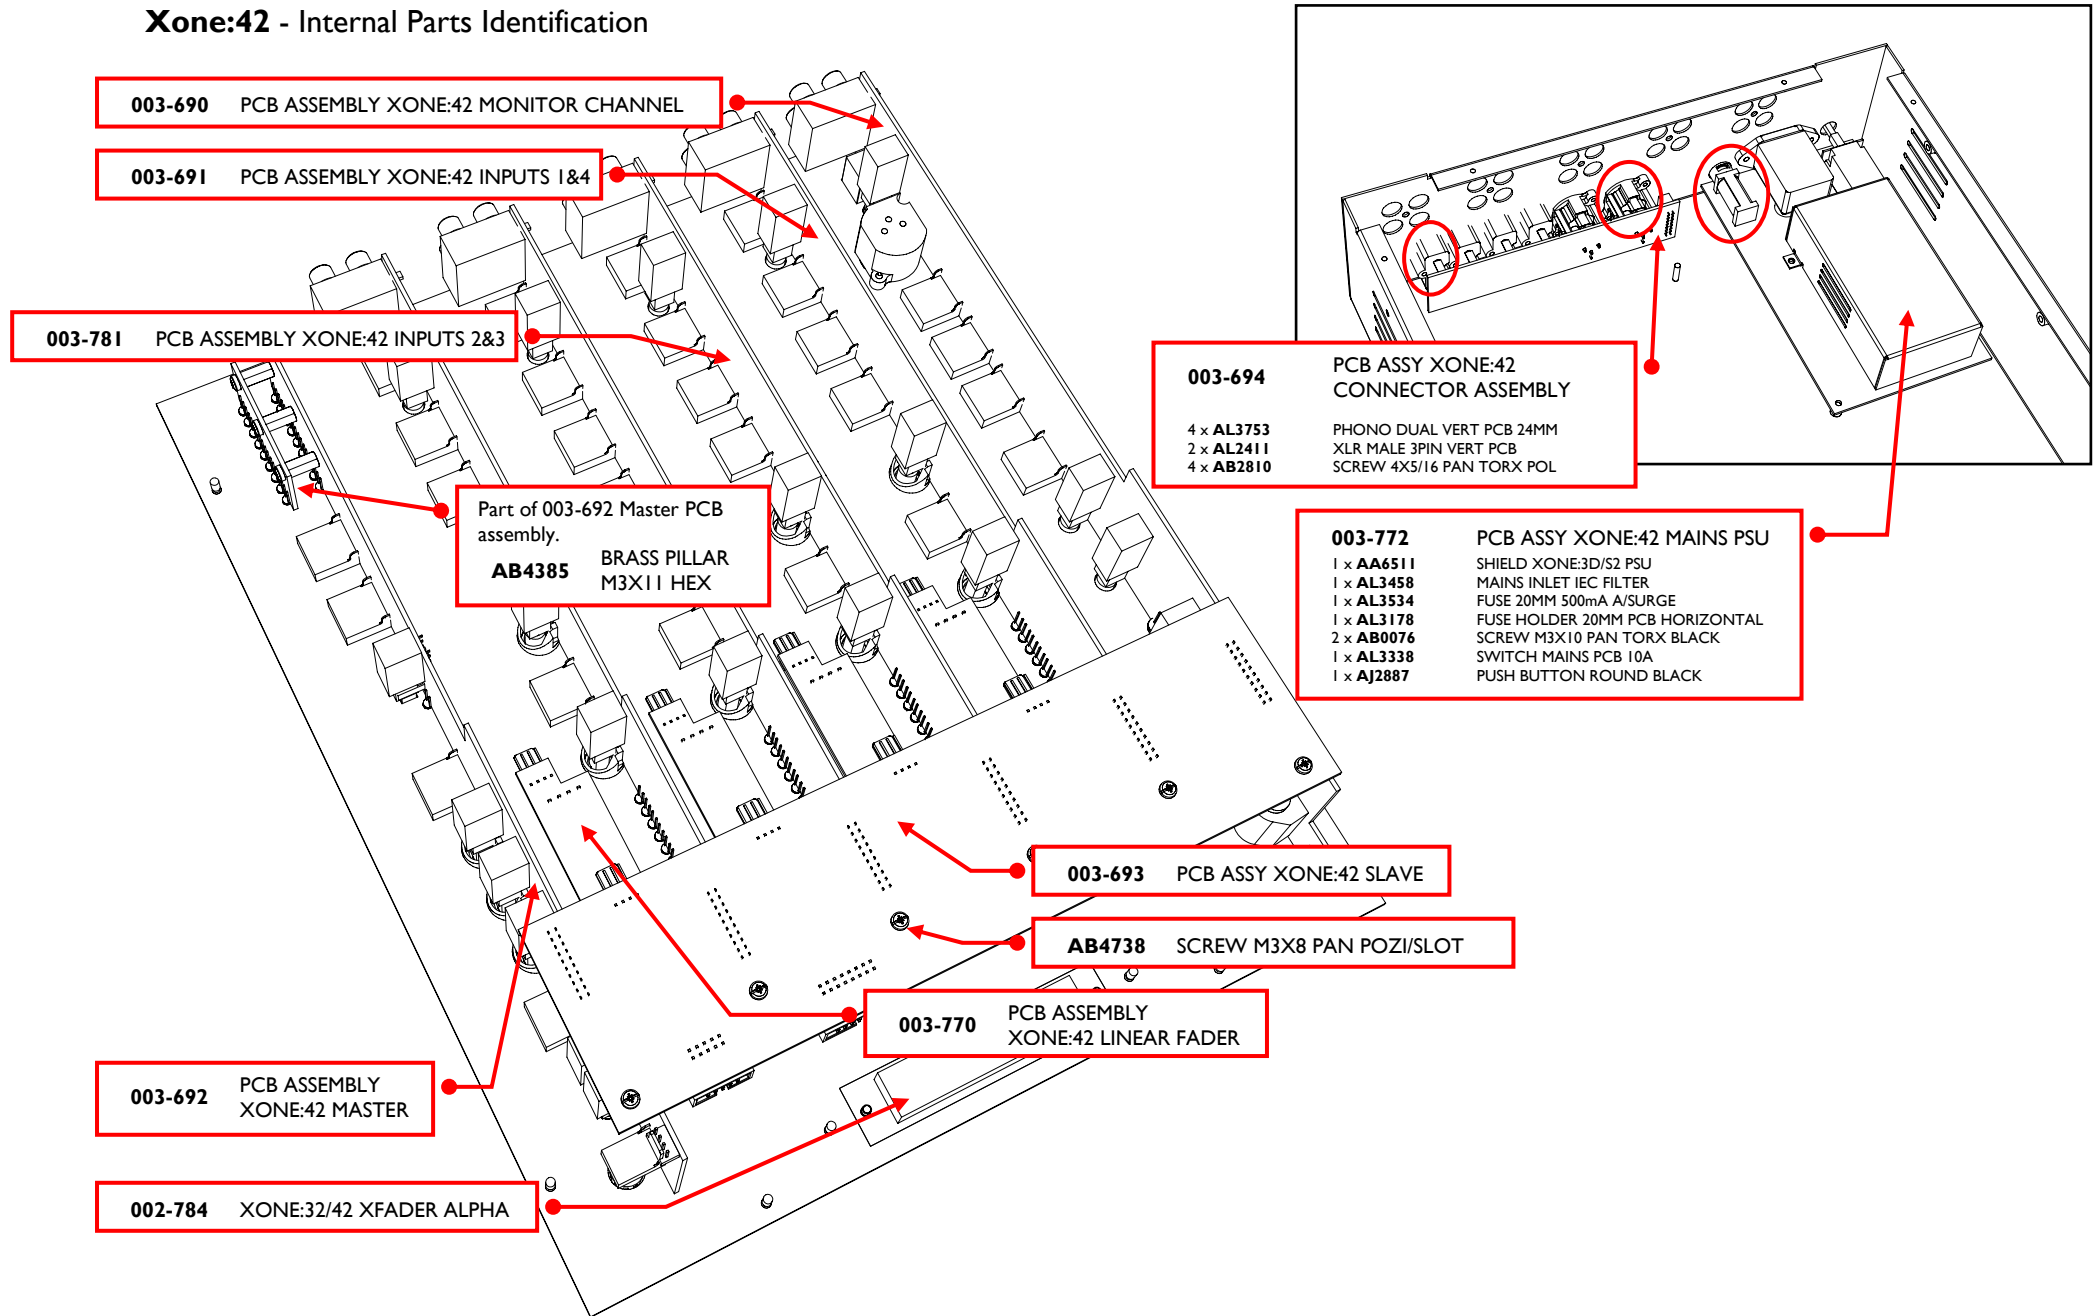 Xone:42 - Internal Parts Identification
003-690 PCB ASSEMBLY XONE:42 MONITOR CHANNEL
003-691 PCB ASSEMBLY XONE:42 INPUTS 1&4
003-781 PCB ASSEMBLY XONE:42 INPUTS 2&3
Part of 003-692 Master PCB
assembly.
AB4385 BRASS PILLAR
M3X11 HEX
003-694 PCB ASSY XONE:42
CONNECTOR ASSEMBLY
4 x AL3753 PHONO DUAL VERT PCB 24MM
2 x AL2411 XLR MALE 3PIN VERT PCB
4 x AB2810 SCREW 4X5/16 PAN TORX POL
003-772 PCB ASSY XONE:42 MAINS PSU
1 x AA6511 SHIELD XONE:3D/S2 PSU
1 x AL3458 MAINS INLET IEC FILTER
1 x AL3534 FUSE 20MM 500mA A/SURGE
1 x AL3178 FUSE HOLDER 20MM PCB HORIZONTAL
2 x AB0076 SCREW M3X10 PAN TORX BLACK
1 x AL3338 SWITCH MAINS PCB 10A
1 x AJ2887 PUSH BUTTON ROUND BLACK
003-693 PCB ASSY XONE:42 SLAVE
AB4738 SCREW M3X8 PAN POZI/SLOT
003-770 PCB ASSEMBLY
XONE:42 LINEAR FADER
003-692 PCB ASSEMBLY
XONE:42 MASTER
002-784 XONE:32/42 XFADER ALPHA